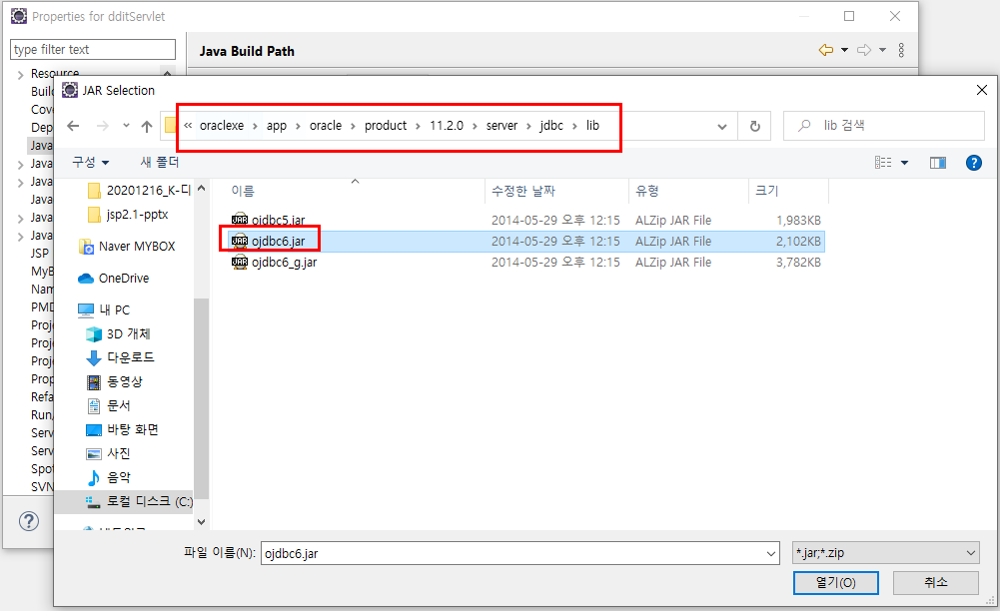 Properties for dditServlet
type filter text
Java Build Path
Resource
Build
Cove
Dep
Java
Java
Java
Java
Java
Java
JSP
MyB
Nam
PMD
Proje
Proje
Proje
Prop
Refa
Run/
Serv
Serv
Spot
SVN
JAR Selection
« oraclexe › app › oracle › product › 11.2.0 › server › jdbc › lib
lib 검색
구성
새 폴더
20201216_K-디
jsp2.1-pptx
Naver MYBOX
OneDrive
내 PC
3D 개체
다운로드
동영상
문서
바탕 화면
사진
음악
로컬 디스크 (C:)
이름 수정한 날짜 유형 크기
ojdbc5.jar 2014-05-29 오후 12:15 ALZip JAR File 1,983KB
ojdbc6.jar 2014-05-29 오후 12:15 ALZip JAR File 2,102KB
ojdbc6_g.jar 2014-05-29 오후 12:15 ALZip JAR File 3,782KB
파일 이름(N): ojdbc6.jar
*.jar;*.zip
열기(O)
취소